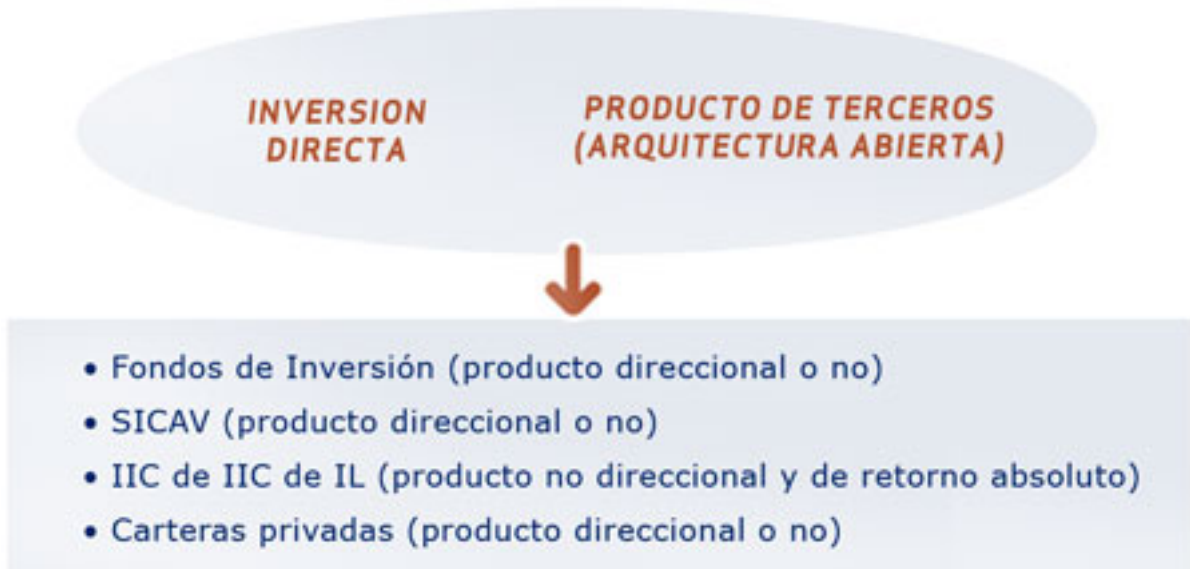 INVERSION
DIRECTA
PRODUCTO DE TERCEROS
(ARQUITECTURA ABIERTA)
• Fondos de Inversión (producto direccional o no)
• SICAV (producto direccional o no)
• IIC de IIC de IL (producto no direccional y de retorno absoluto)
• Carteras privadas (producto direccional o no)